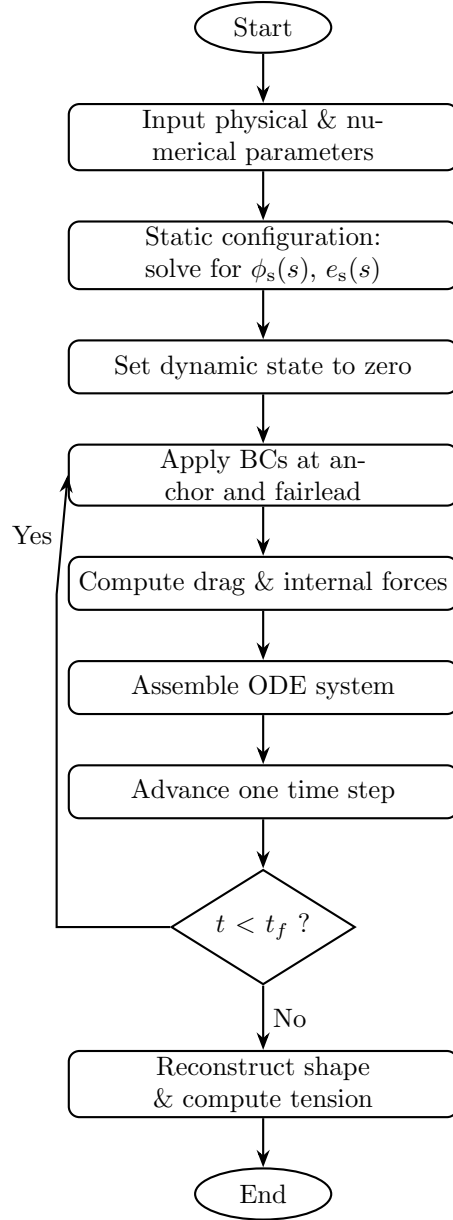 Start
Input physical & nu-
merical parameters
Static configuration:
solve for ϕₛ(s), eₛ(s)
Set dynamic state to zero
Apply BCs at an-
chor and fairlead
Yes
Compute drag & internal forces
Assemble ODE system
Advance one time step
t < t_f ?
No
Reconstruct shape
& compute tension
End